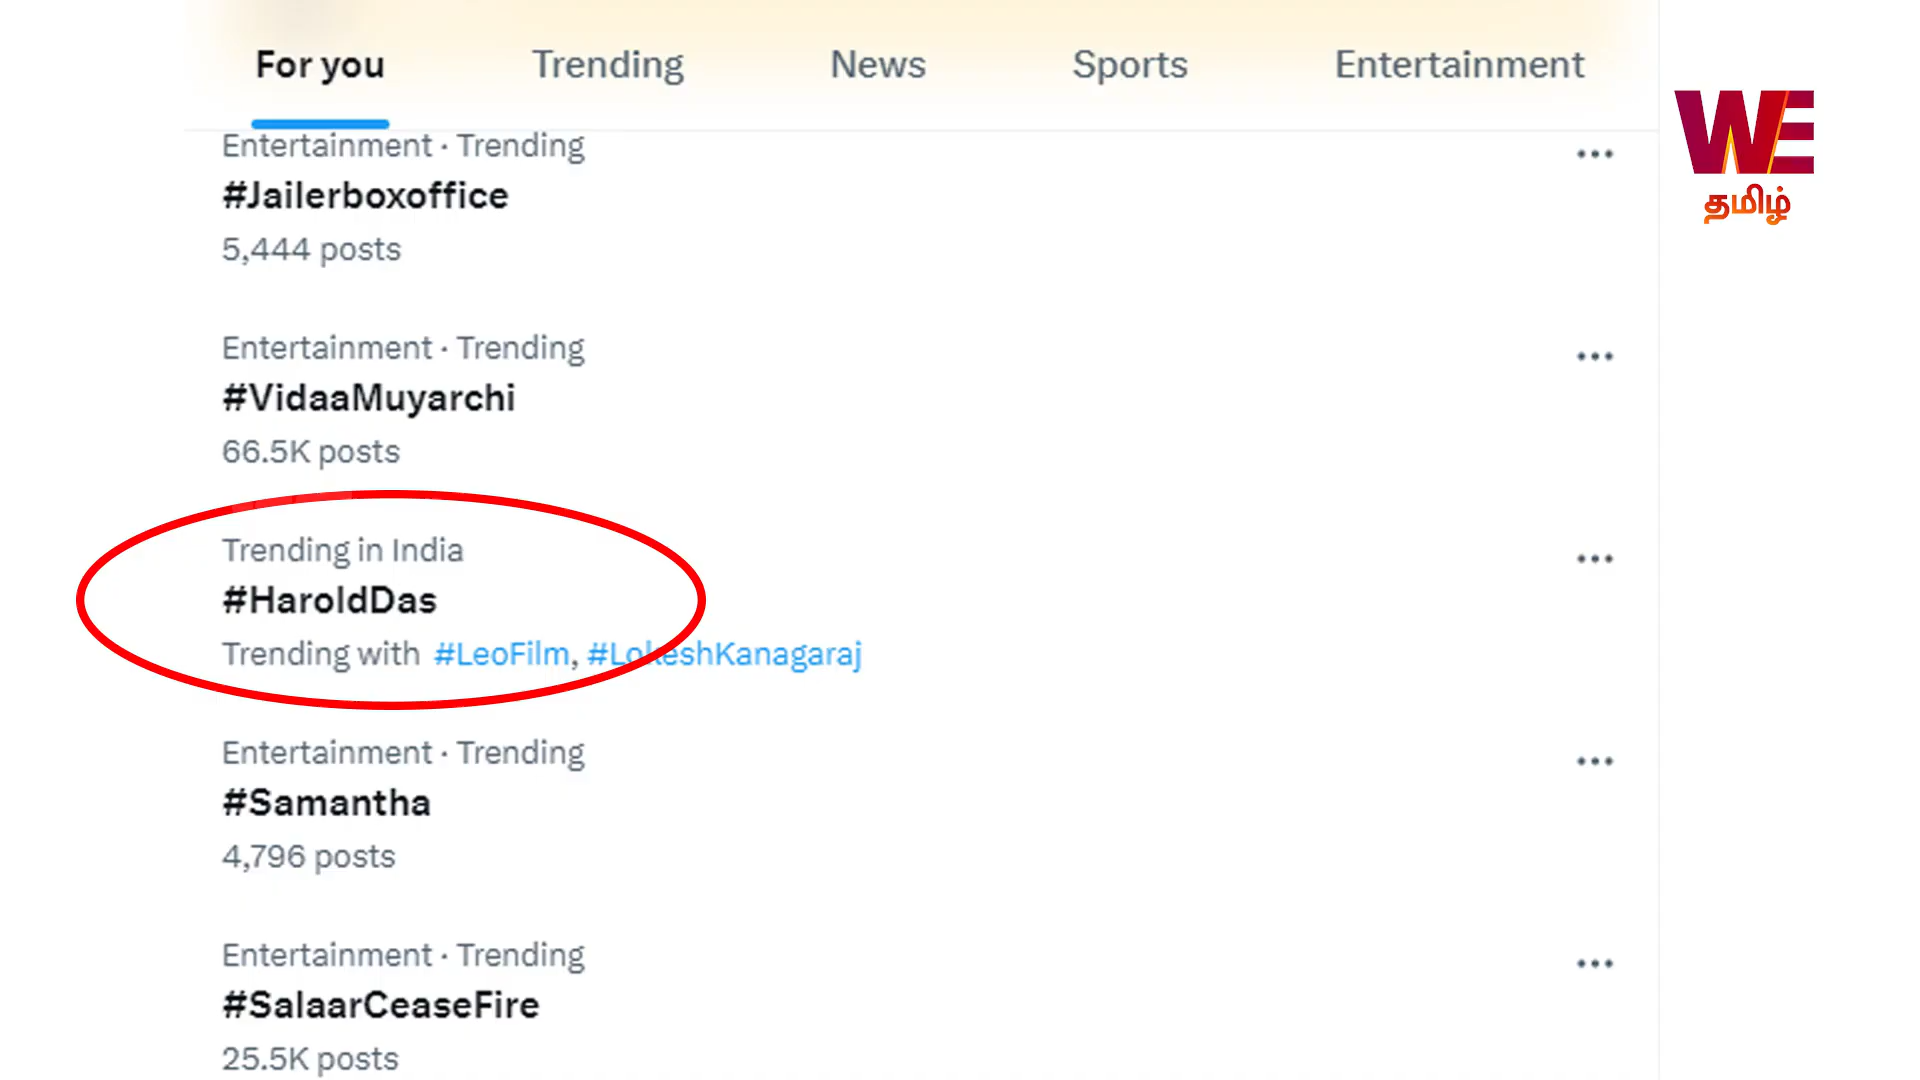 For you Trending News Sports Entertainment
WE
தமிழ்
Entertainment · Trending
#Jailerboxoffice
5,444 posts
Entertainment · Trending
#VidaaMuyarchi
66.5K posts
Trending in India
#HaroldDas
Trending with #LeoFilm, #LokeshKanagaraj
Entertainment · Trending
#Samantha
4,796 posts
Entertainment · Trending
#SalaarCeaseFire
25.5K posts